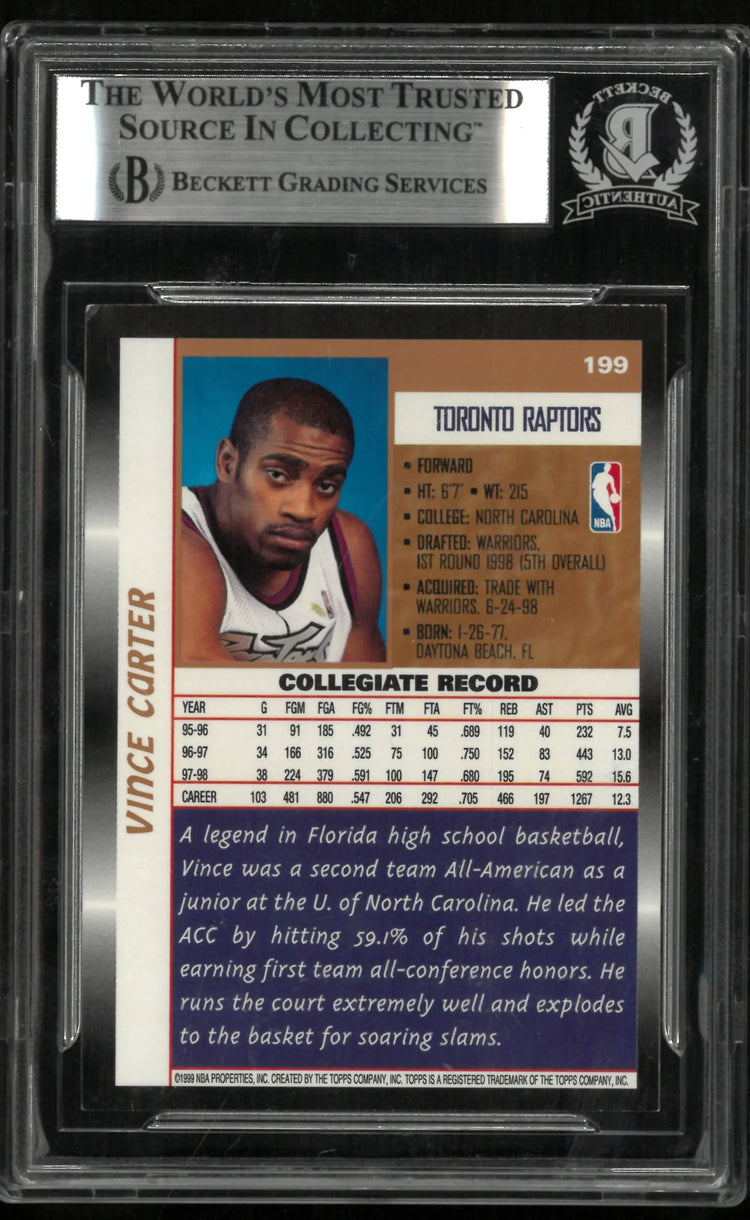 THE WORLD'S MOST TRUSTED
SOURCE IN COLLECTING™
B BECKETT GRADING SERVICES
BECKETT
B
AUTHENTIC
199
TORONTO RAPTORS
▪ FORWARD
▪ HT: 6'7" ▪ WT: 215
▪ COLLEGE: NORTH CAROLINA
▪ DRAFTED: WARRIORS,
1ST ROUND 1998 (5TH OVERALL)
▪ ACQUIRED: TRADE WITH
WARRIORS, 6-24-98
▪ BORN: 1-26-77,
DAYTONA BEACH, FL
NBA
VINCE CARTER
COLLEGIATE RECORD
YEAR G FGM FGA FG% FTM FTA FT% REB AST PTS AVG
95-96 31 91 185 .492 31 45 .689 119 40 232 7.5
96-97 34 166 316 .525 75 100 .750 152 83 443 13.0
97-98 38 224 379 .591 100 147 .680 195 74 592 15.6
CAREER 103 481 880 .547 206 292 .705 466 197 1267 12.3
A legend in Florida high school basketball,
Vince was a second team All-American as a
junior at the U. of North Carolina. He led the
ACC by hitting 59.1% of his shots while
earning first team all-conference honors. He
runs the court extremely well and explodes
to the basket for soaring slams.
©1999 NBA PROPERTIES, INC. CREATED BY THE TOPPS COMPANY, INC. TOPPS IS A REGISTERED TRADEMARK OF THE TOPPS COMPANY, INC.